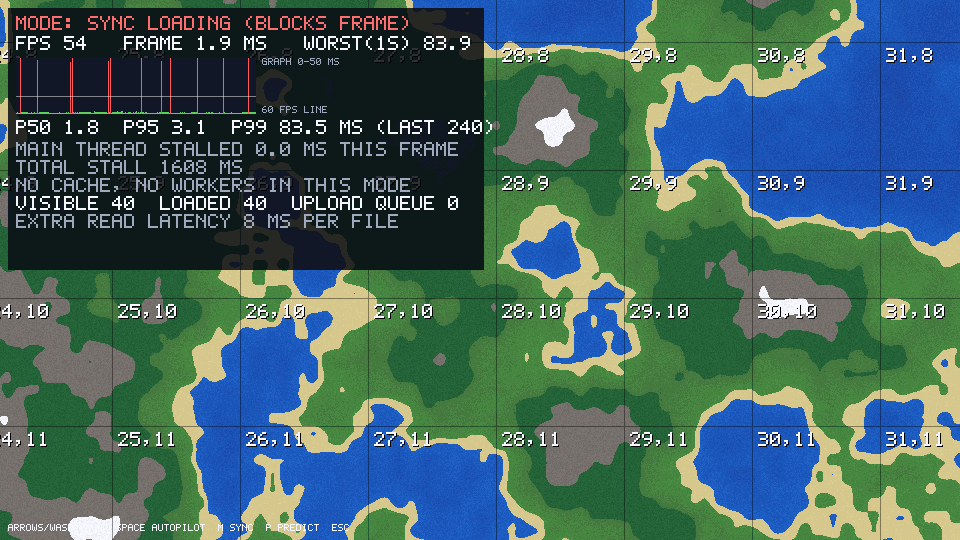 MODE: SYNC LOADING (BLOCKS FRAME)
FPS 54 FRAME 1.9 MS WORST(1S) 83.9
GRAPH 0-50 MS
60 FPS LINE
P50 1.8 P95 3.1 P99 83.5 MS (LAST 240)
MAIN THREAD STALLED 0.0 MS THIS FRAME
TOTAL STALL 1608 MS
NO CACHE, NO WORKERS IN THIS MODE
VISIBLE 40 LOADED 40 UPLOAD QUEUE 0
EXTRA READ LATENCY 8 MS PER FILE
28,8 29,8 30,8 31,8
28,9 29,9 30,9 31,9
4,10 25,10 26,10 27,10 28,10 29,10 30,10 31,10
4,11 25,11 26,11 27,11 28,11 29,11 30,11 31,11
SPACE AUTOPILOT M SYNC P PREDICT ESC